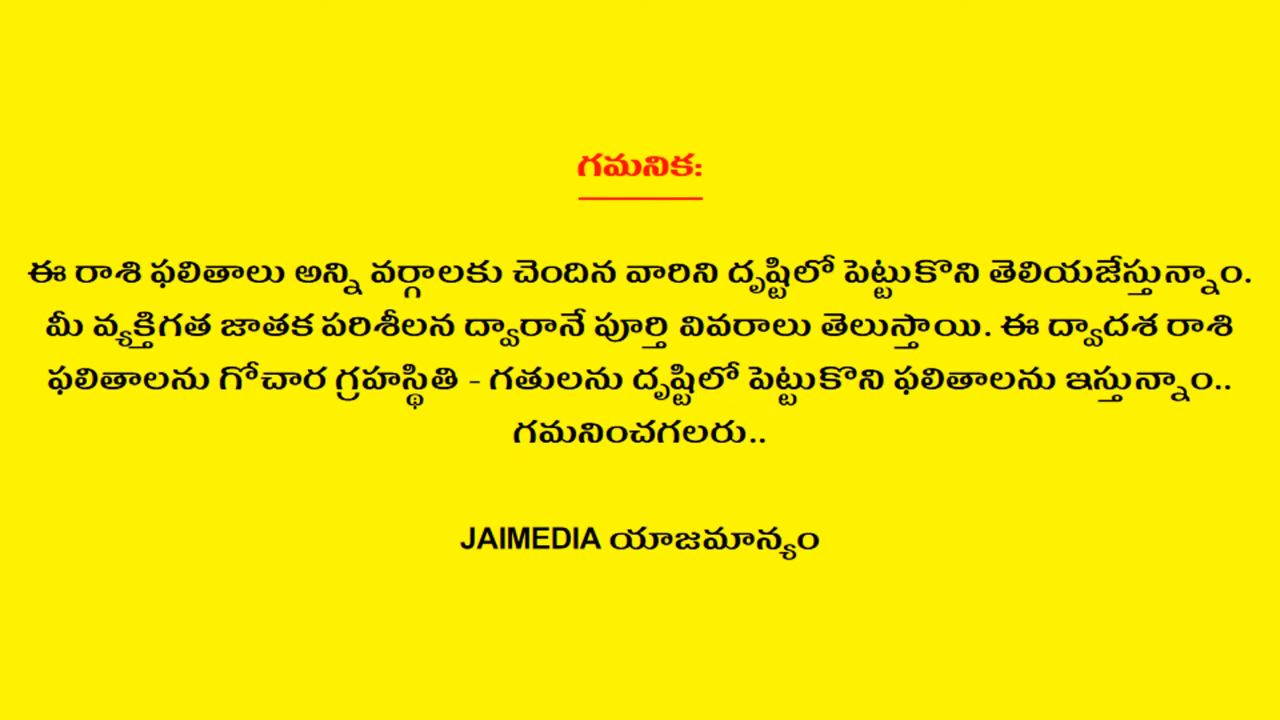 గమనిక:
ఈ రాశి ఫలితాలు అన్ని వర్గాలకు చెందిన వారిని దృష్టిలో పెట్టుకొని తెలియజేస్తున్నాం.
మీ వ్యక్తిగత జాతక పరిశీలన ద్వారానే పూర్తి వివరాలు తెలుస్తాయి. ఈ ద్వాదశ రాశి
ఫలితాలను గోచార గ్రహస్థితి - గతులను దృష్టిలో పెట్టుకొని ఫలితాలను ఇస్తున్నాం..
గమనించగలరు..
JAIMEDIA యాజమాన్యం